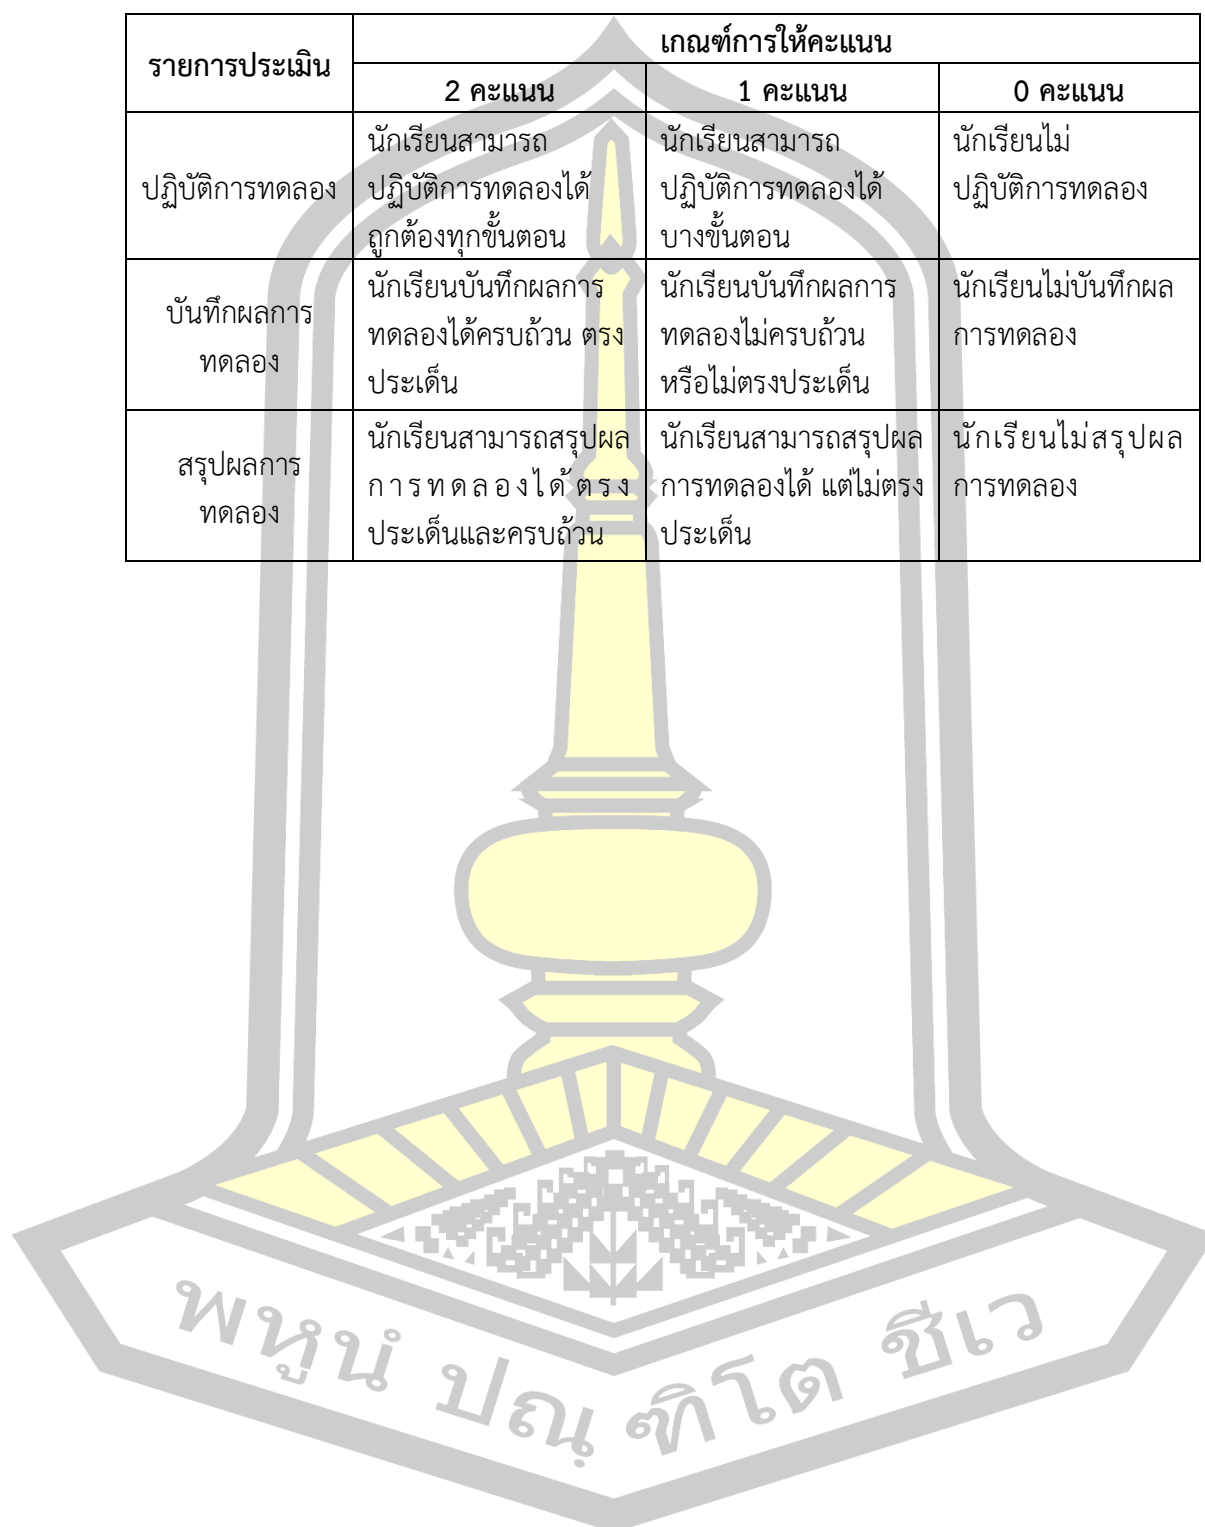 รายการประเมิน
เกณฑ์การให้คะแนน
2 คะแนน
1 คะแนน
0 คะแนน
ปฏิบัติการทดลอง
นักเรียนสามารถ
ปฏิบัติการทดลองได้
ถูกต้องทุกขั้นตอน
นักเรียนสามารถ
ปฏิบัติการทดลองได้
บางขั้นตอน
นักเรียนไม่
ปฏิบัติการทดลอง
บันทึกผลการ
ทดลอง
นักเรียนบันทึกผลการ
ทดลองได้ครบถ้วน ตรง
ประเด็น
นักเรียนบันทึกผลการ
ทดลองไม่ครบถ้วน
หรือไม่ตรงประเด็น
นักเรียนไม่บันทึกผล
การทดลอง
สรุปผลการ
ทดลอง
นักเรียนสามารถสรุปผล
การทดลองได้ตรง
ประเด็นและครบถ้วน
นักเรียนสามารถสรุปผล
การทดลองได้ แต่ไม่ตรง
ประเด็น
นักเรียนไม่สรุปผล
การทดลอง
พหูนํ ปณฺฑิโต ชีเว